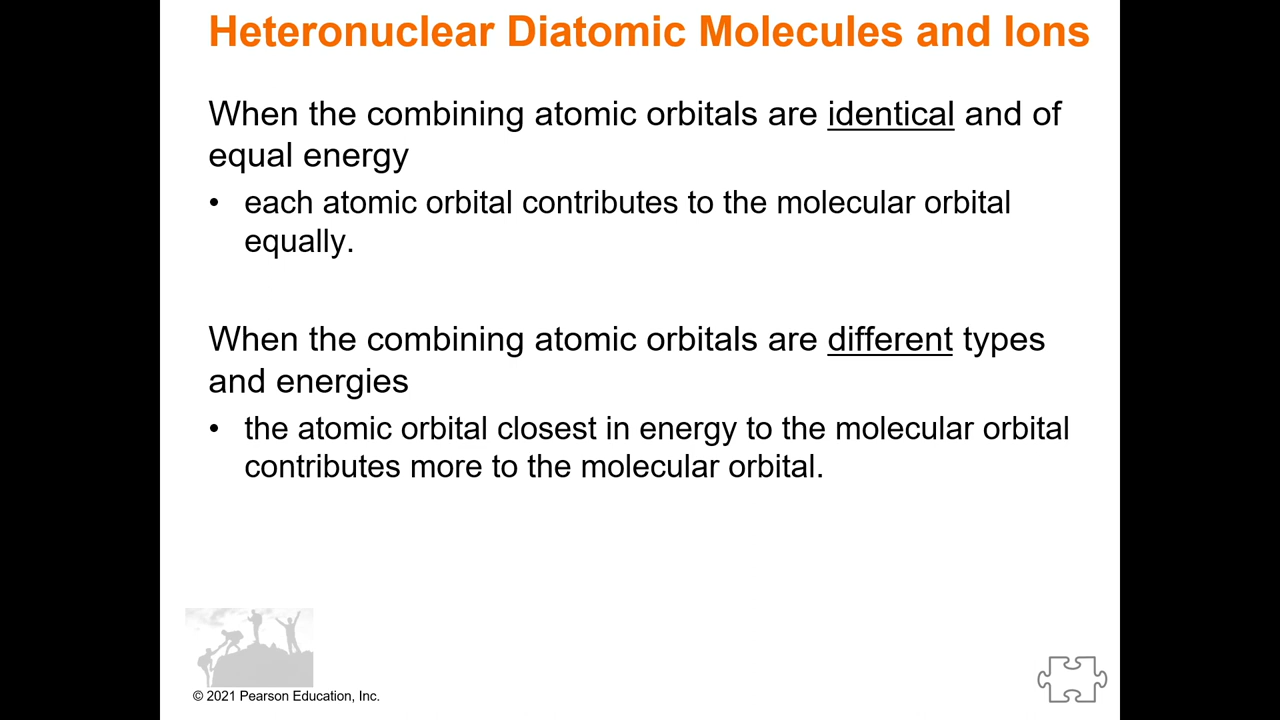 Heteronuclear Diatomic Molecules and Ions
When the combining atomic orbitals are identical and of
equal energy
• each atomic orbital contributes to the molecular orbital
equally.
When the combining atomic orbitals are different types
and energies
• the atomic orbital closest in energy to the molecular orbital
contributes more to the molecular orbital.
© 2021 Pearson Education, Inc.